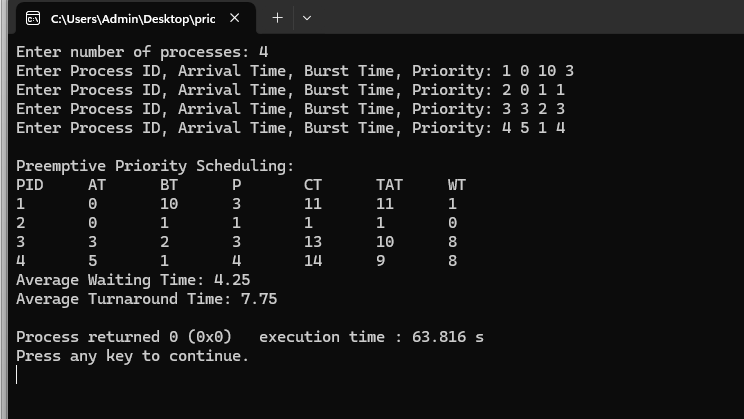 C:\Users\Admin\Desktop\pric
Enter number of processes: 4
Enter Process ID, Arrival Time, Burst Time, Priority: 1 0 10 3
Enter Process ID, Arrival Time, Burst Time, Priority: 2 0 1 1
Enter Process ID, Arrival Time, Burst Time, Priority: 3 3 2 3
Enter Process ID, Arrival Time, Burst Time, Priority: 4 5 1 4
Preemptive Priority Scheduling:
PID AT BT P CT TAT WT
1 0 10 3 11 11 1
2 0 1 1 1 1 0
3 3 2 3 13 10 8
4 5 1 4 14 9 8
Average Waiting Time: 4.25
Average Turnaround Time: 7.75
Process returned 0 (0x0) execution time : 63.816 s
Press any key to continue.